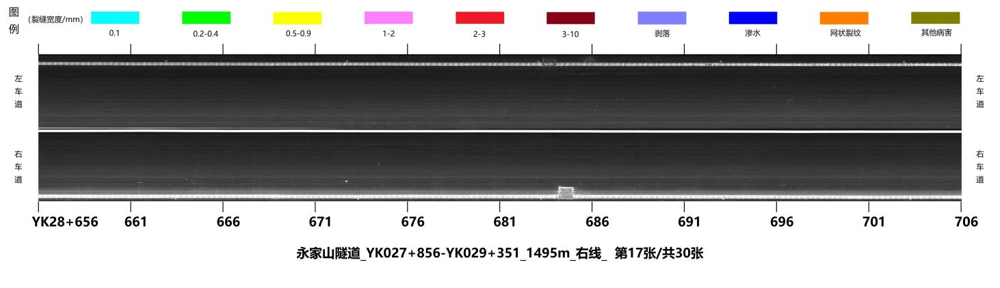 图例 (裂缝宽度/mm) 0.1 0.2-0.4 0.5-0.9 1-2 2-3 3-10 剥落 渗水 网状裂纹 其他病害
左车道 左车道
右车道 右车道
YK28+656 661 666 671 676 681 686 691 696 701 706
永家山隧道_YK027+856-YK029+351_1495m_右线_ 第17张/共30张